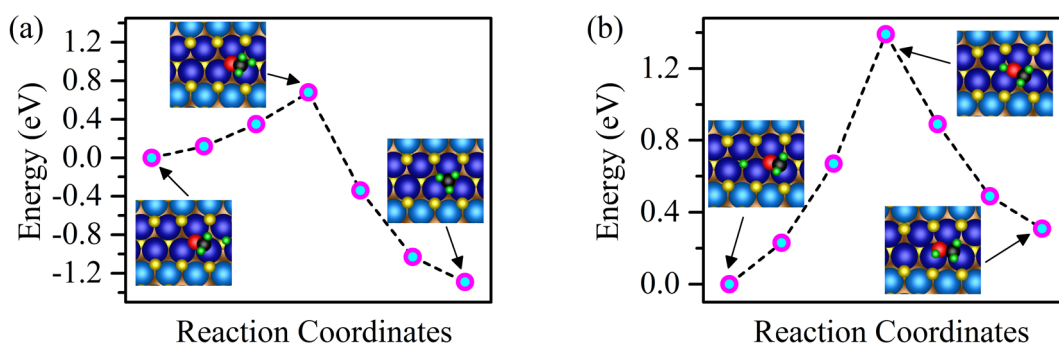 (a)
Energy (eV)
1.2
0.8
0.4
0.0
-0.4
-0.8
-1.2
Reaction Coordinates
(b)
Energy (eV)
1.2
0.8
0.4
0.0
Reaction Coordinates